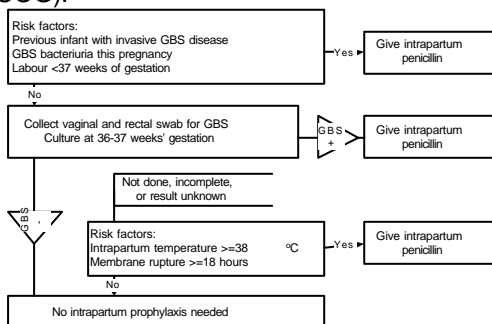 Risk factors:
Previous infant with invasive GBS disease
GBS bacteriuria this pregnancy
Labour <37 weeks of gestation
Yes
Give intrapartum
penicillin
No
Collect vaginal and rectal swab for GBS
Culture at 36-37 weeks' gestation
GBS
+
Give intrapartum
penicillin
Not done, incomplete,
or result unknown
GBS
-
Risk factors:
Intrapartum temperature >=38 ºC
Membrane rupture >=18 hours
Yes
Give intrapartum
penicillin
No
No intrapartum prophylaxis needed